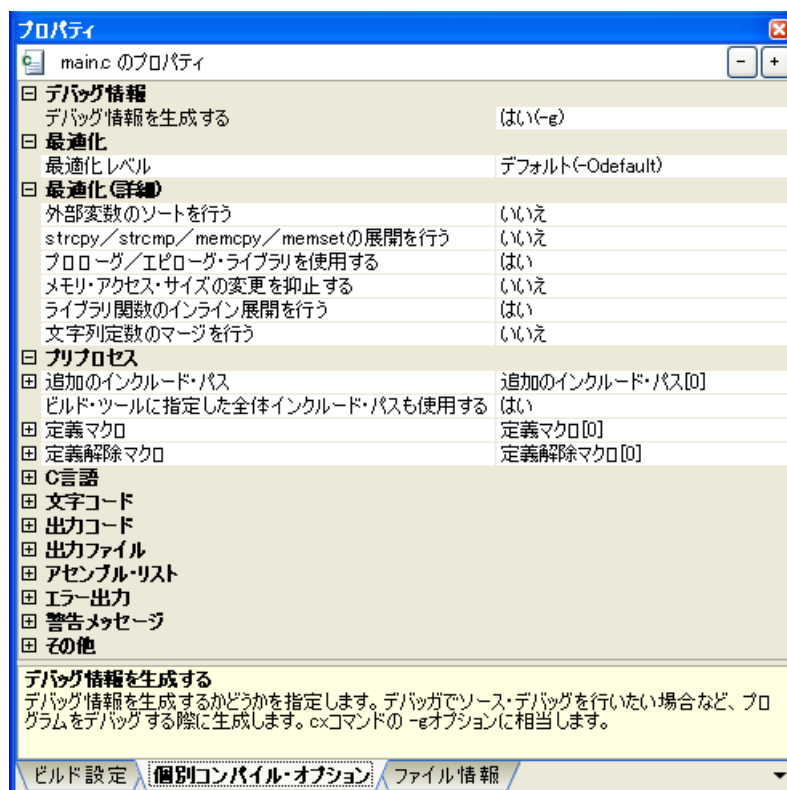 プロパティ
main.c のプロパティ
デバッグ情報
デバッグ情報を生成する はい(-g)
最適化
最適化レベル デフォルト(-Odefault)
最適化(詳細)
外部変数のソートを行う いいえ
strcpy/strcmp/memcpy/memsetの展開を行う いいえ
プロローグ/エピローグ・ライブラリを使用する はい
メモリ・アクセス・サイズの変更を抑止する いいえ
ライブラリ関数のインライン展開を行う はい
文字列定数のマージを行う いいえ
プリプロセス
追加のインクルード・パス 追加のインクルード・パス[0]
ビルド・ツールに指定した全体インクルード・パスも使用する はい
定義マクロ 定義マクロ[0]
定義解除マクロ 定義解除マクロ[0]
C言語
文字コード
出力コード
出力ファイル
アセンブル・リスト
エラー出力
警告メッセージ
その他
デバッグ情報を生成する
デバッグ情報を生成するかどうかを指定します。デバッガでソース・デバッグを行いたい場合など、プロ
グラムをデバッグする際に生成します。cxコマンドの -gオプションに相当します。
ビルド設定 個別コンパイル・オプション ファイル情報